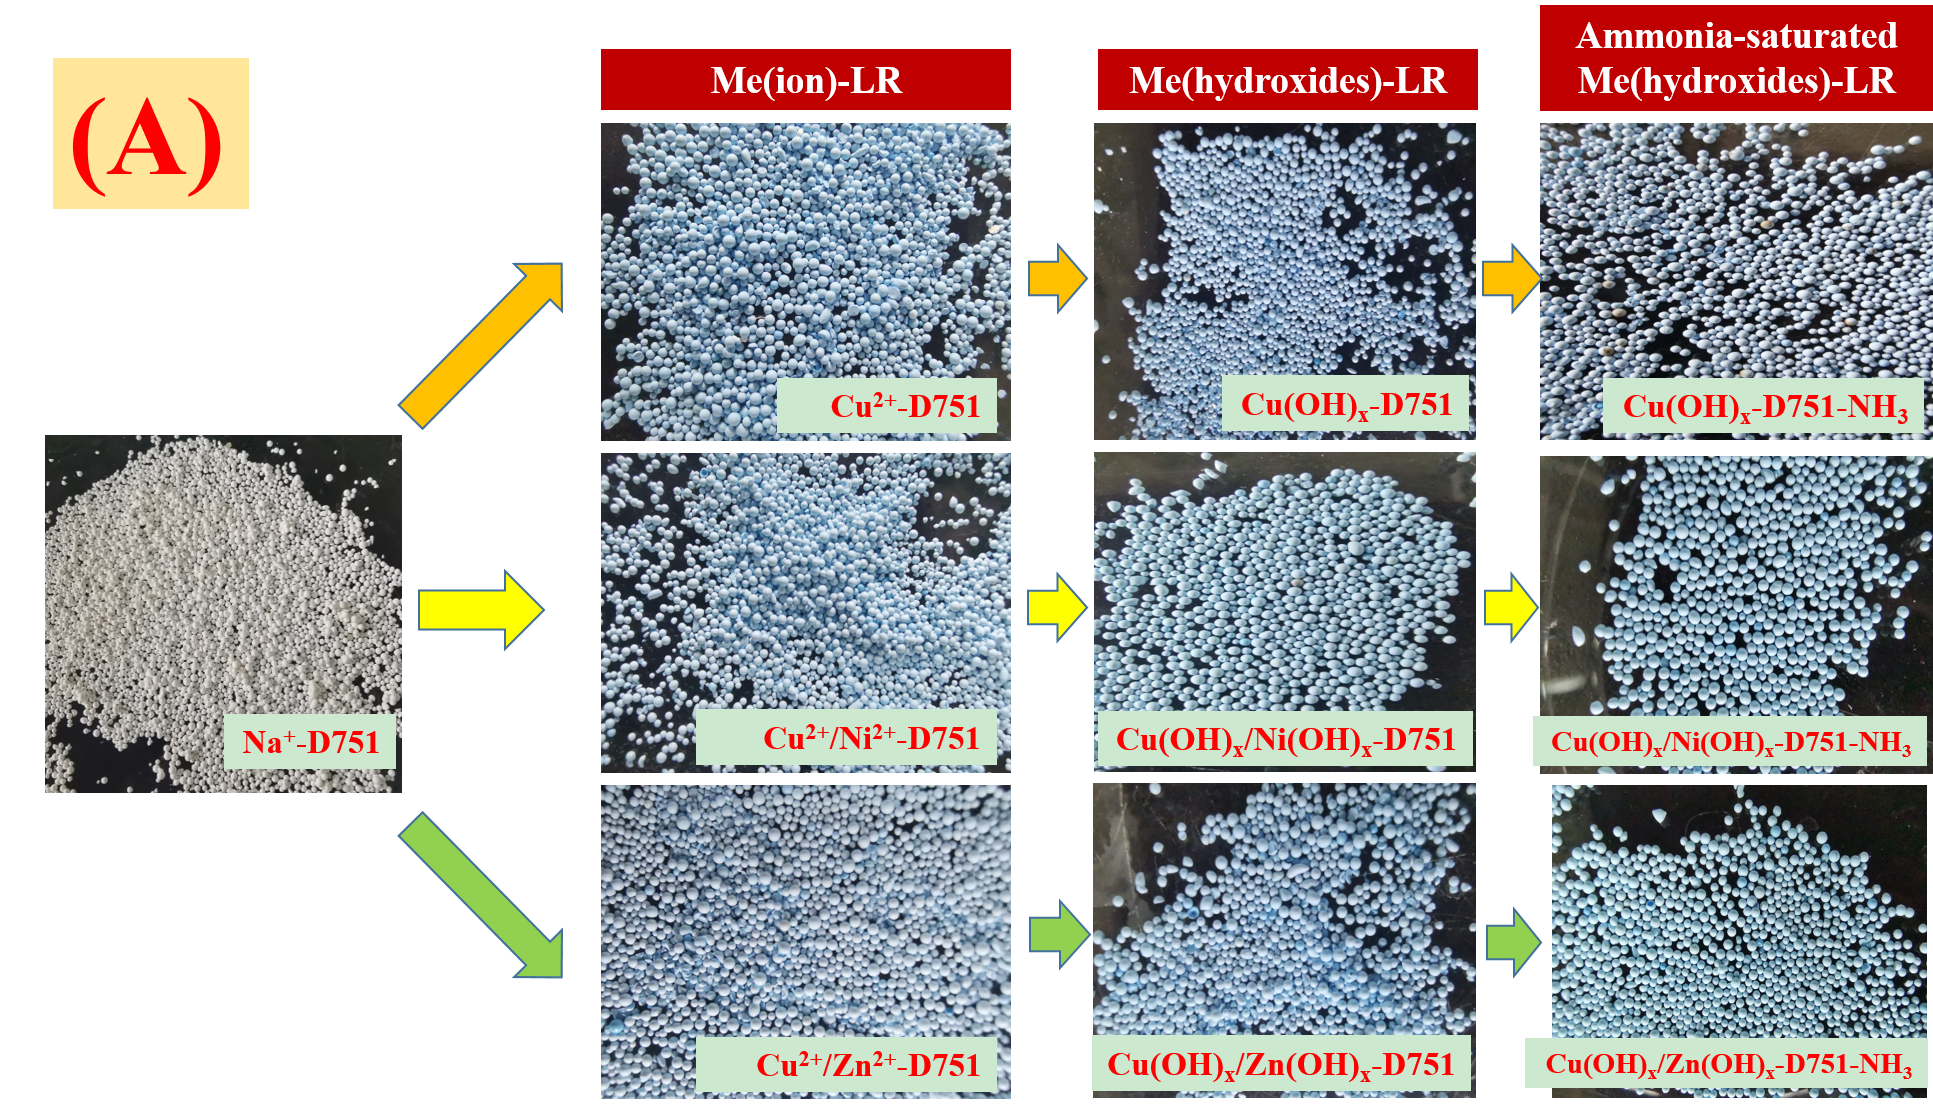 (A)
Me(ion)-LR
Me(hydroxides)-LR
Ammonia-saturated
Me(hydroxides)-LR
Na⁺-D751
Cu²⁺-D751
Cu(OH)ₓ-D751
Cu(OH)ₓ-D751-NH₃
Cu²⁺/Ni²⁺-D751
Cu(OH)ₓ/Ni(OH)ₓ-D751
Cu(OH)ₓ/Ni(OH)ₓ-D751-NH₃
Cu²⁺/Zn²⁺-D751
Cu(OH)ₓ/Zn(OH)ₓ-D751
Cu(OH)ₓ/Zn(OH)ₓ-D751-NH₃